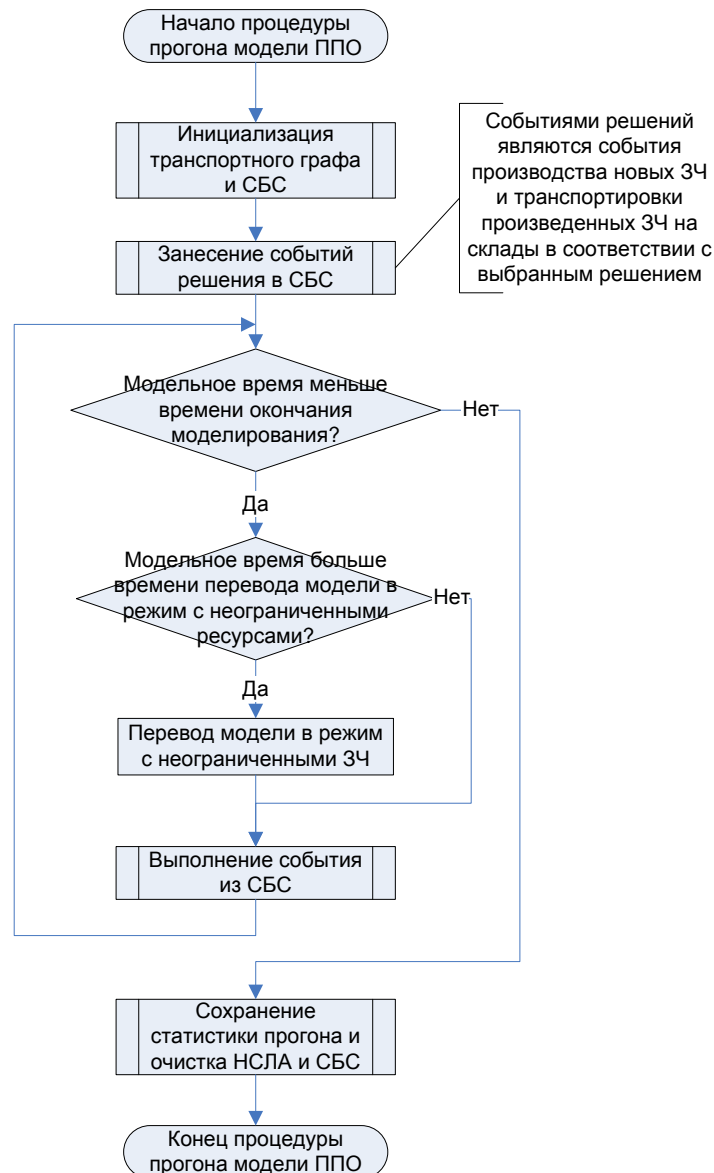 Начало процедуры
прогона модели ППО
Инициализация
транспортного графа
и СБС
Событиями решений
являются события
производства новых ЗЧ
и транспортировки
произведенных ЗЧ на
склады в соответствии с
выбранным решением
Занесение событий
решения в СБС
Модельное время меньше
времени окончания
моделирования?
Нет
Да
Модельное время больше
времени перевода модели в
режим с неограниченными
ресурсами?
Нет
Да
Перевод модели в режим
с неограниченными ЗЧ
Выполнение события
из СБС
Сохранение
статистики прогона и
очистка НСЛА и СБС
Конец процедуры
прогона модели ППО